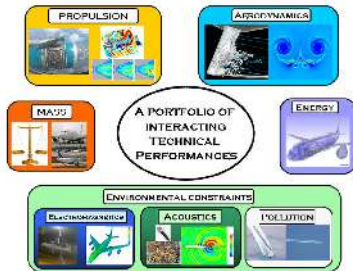 PROPULSION
AERODYNAMICS
MASS
A PORTFOLIO OF
INTERACTING
TECHNICAL
PERFORMANCES
ENERGY
ENVIRONMENTAL CONSTRAINTS
ELECTROMAGNETICS
ACOUSTICS
POLLUTION